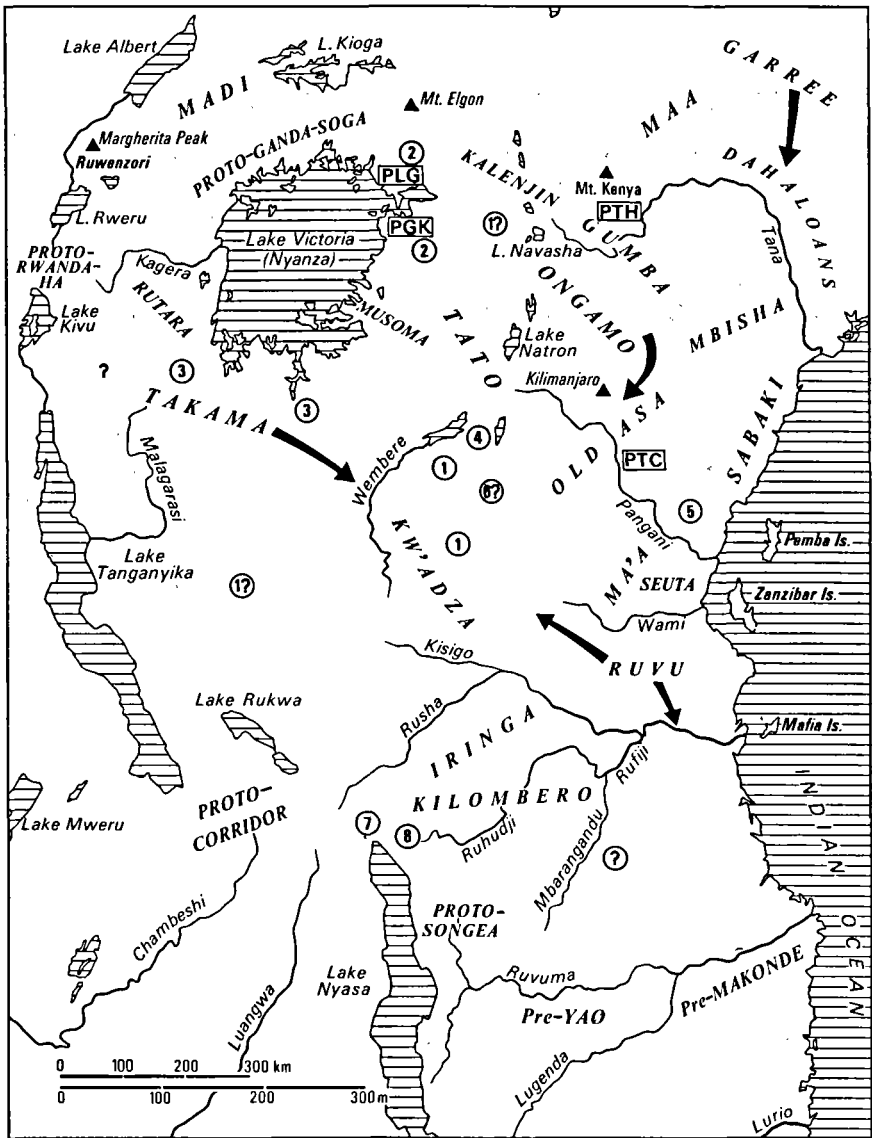 Lake Albert
L. Kioga
GARREE
MADI
Mt. Elgon
MAA
Margherita Peak
Ruwenzori
PROTO-GANDA-SOGA
2
PLG
KALENJIN
Mt. Kenya
DAHALOANS
PTH
L. Rweru
PGK
2
1?
GUMBA
Tana
PROTO-
RWANDA-
HA
Kagera
Lake Victoria
(Nyanza)
L. Navasha
ONGAMO
Lake
Kivu
RUTARA
MUSOMA
TATO
Lake
Natron
MBISHA
?
3
Kilimanjaro
SABAKI
TAKAMA
3
OLD ASA
4
PTC
Malagarasi
Wembere
1
6?
5
Pangani
Pemba Is.
1
KW'ADZA
MA'A
Lake
Tanganyika
1?
SEUTA
Zanzibar Is.
Wami
Kisigo
RUVU
Lake Rukwa
Rusha
Mafia Is.
IRINGA
Rufiji
PROTO-
CORRIDOR
KILOMBERO
Lake Mweru
7
8
Ruhudji
Mbarangandu
?
INDIAN OCEAN
Chambeshi
PROTO-
SONGEA
Lake
Nyasa
Ruvuma
Pre-MAKONDE
Luangwa
Pre-YAO
Lugenda
0 100 200 300 km
0 100 200 300 m
Lurio